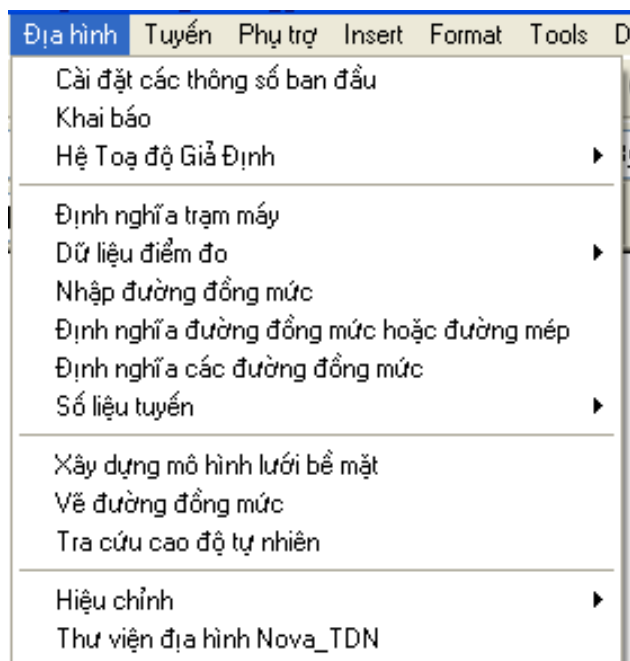 Địa hình Tuyến Phụ trợ Insert Format Tools D
Cài đặt các thông số ban đầu
Khai báo
Hệ Toạ độ Giả Định
Định nghĩa trạm máy
Dữ liệu điểm đo
Nhập đường đồng mức
Định nghĩa đường đồng mức hoặc đường mép
Định nghĩa các đường đồng mức
Số liệu tuyến
Xây dựng mô hình lưới bề mặt
Vẽ đường đồng mức
Tra cứu cao độ tự nhiên
Hiệu chỉnh
Thư viện địa hình Nova_TDN